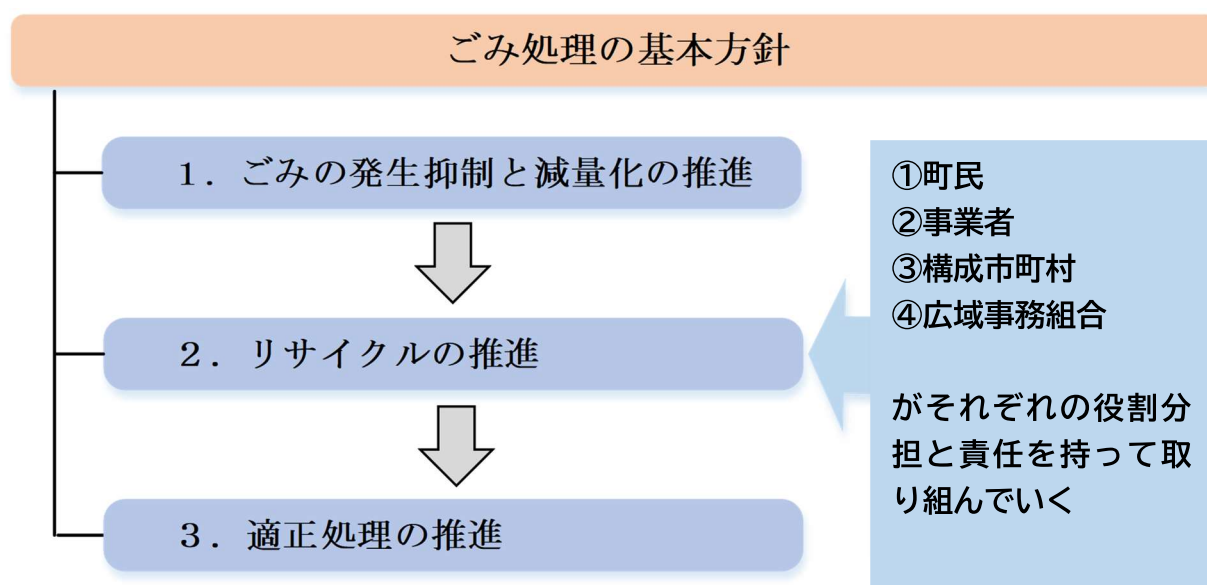 ごみ処理の基本方針
１．ごみの発生抑制と減量化の推進
２．リサイクルの推進
３．適正処理の推進
①町民
②事業者
③構成市町村
④広域事務組合
がそれぞれの役割分
担と責任を持って取
り組んでいく